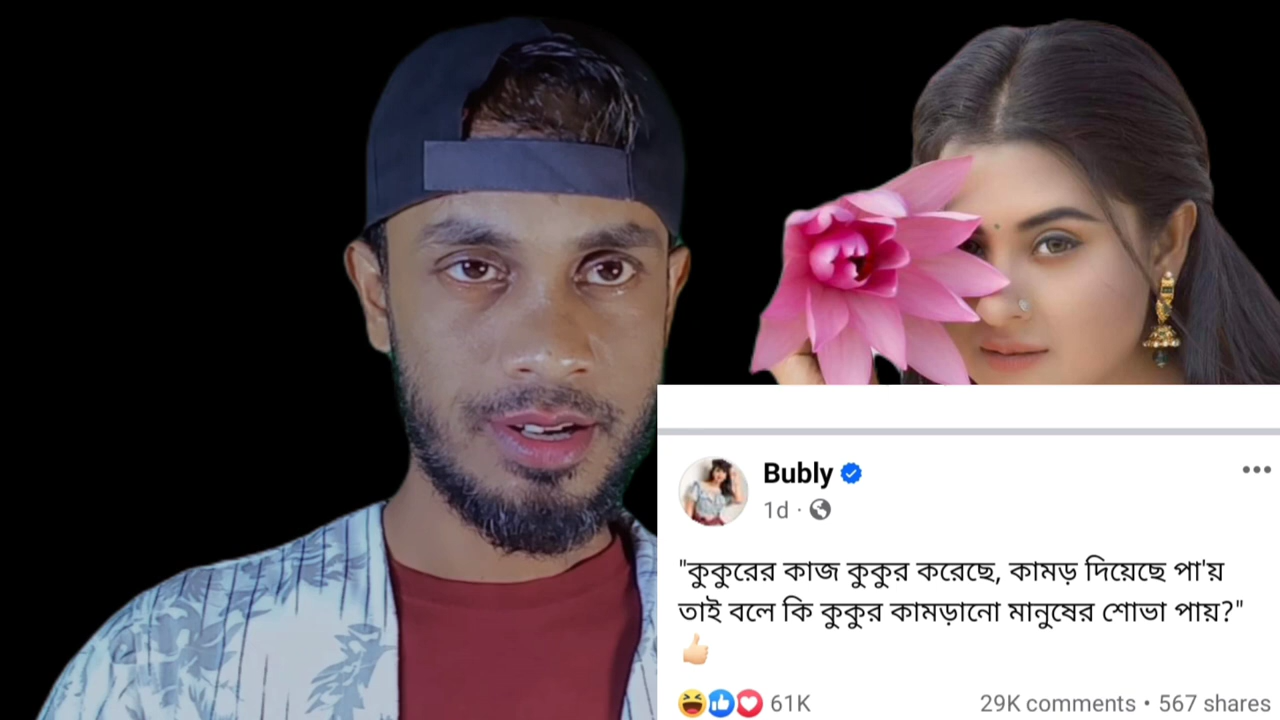 Bubly
1d
"কুকুরের কাজ কুকুর করেছে, কামড় দিয়েছে পা'য়
তাই বলে কি কুকুর কামড়ানো মানুষের শোভা পায়?"
👍🏻
61K
29K comments • 567 shares